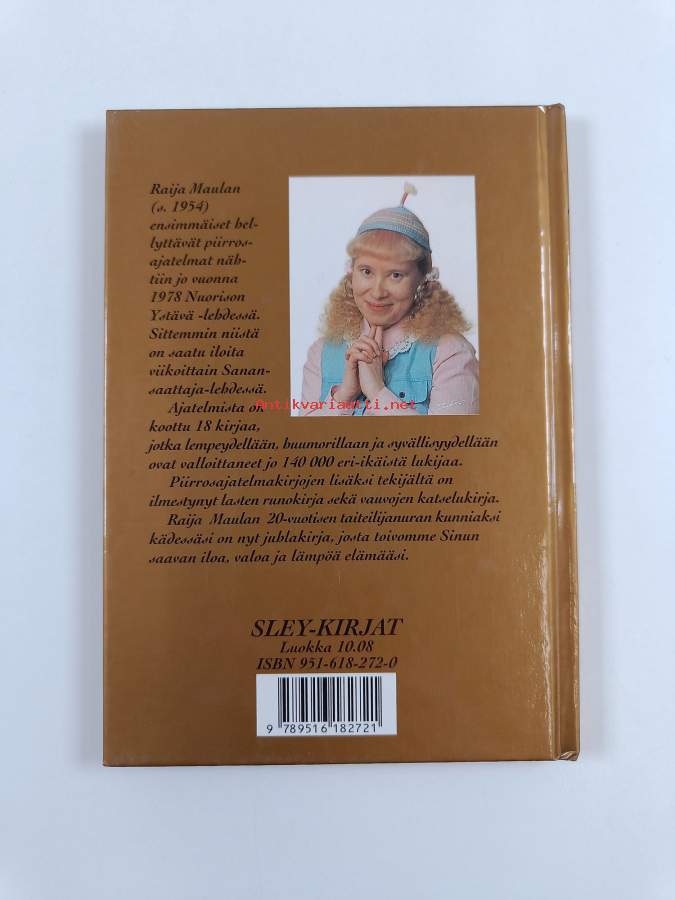 Raija Maulan
(s. 1954)
ensimmäiset hel-
lyttävät piirros-
ajatelmat näh-
tiin jo vuonna
1978 Nuorison
Ystävä -lehdessä.
Sittemmin niistä
on saatu iloita
viikoittain Sanan-
saattaja-lehdessä.
Ajatelmista on
koottu 18 kirjaa,
jotka lempeydellään, huumorillaan ja syvällisyydellään
ovat valloittaneet jo 140 000 eri-ikäistä lukijaa.
Piirrosajatelmakirjojen lisäksi tekijältä on
ilmestynyt lasten runokirja sekä vauvojen katselukirja.
Raija Maulan 20-vuotisen taiteilijanuran kunniaksi
kädessäsi on nyt juhlakirja, josta toivomme Sinun
saavan iloa, valoa ja lämpöä elämääsi.
Antikvariaatti.net
SLEY-KIRJAT
Luokka 10.08
ISBN 951-618-272-0
9 789516 182721